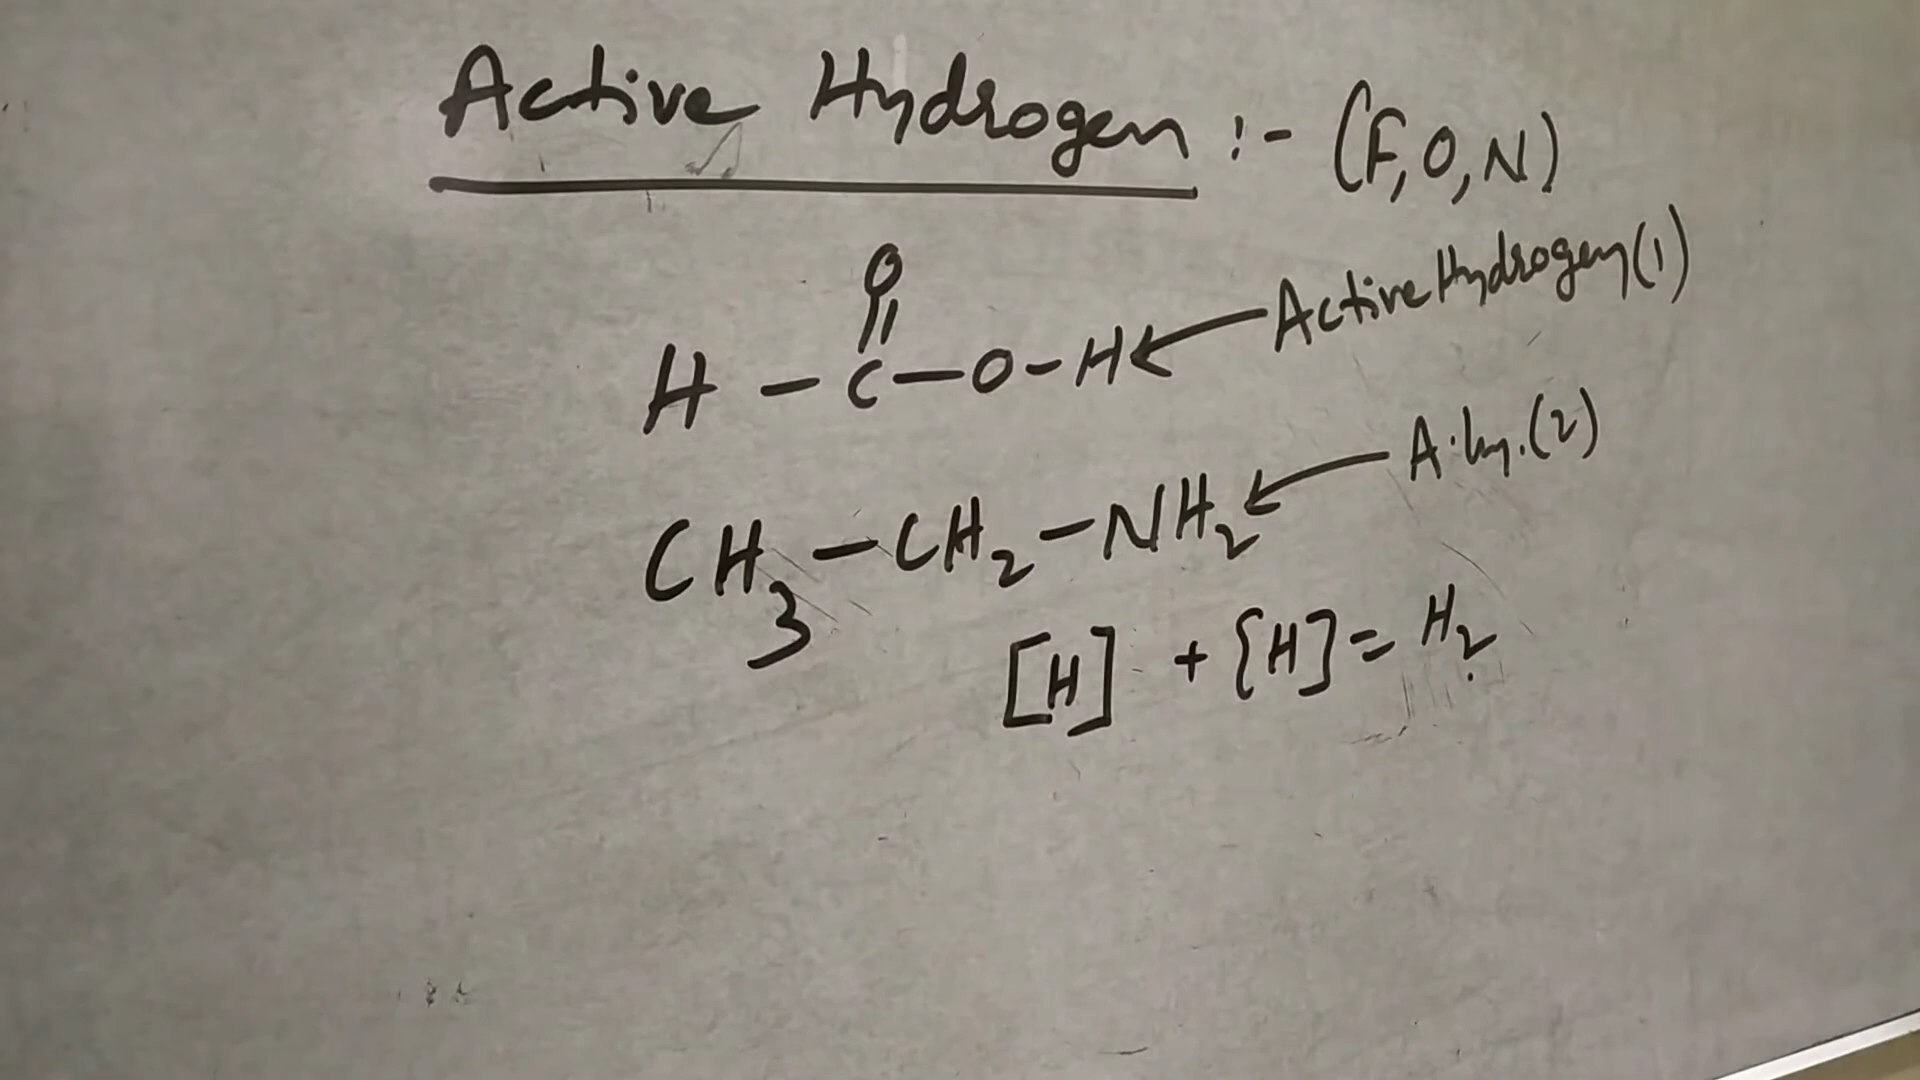 Active Hydrogen :- (F, O, N)
O
||
H - C - O - H ← Active Hydrogen (1)
CH3 - CH2 - NH2 ← A.hy. (2)
[H] + [H] = H2